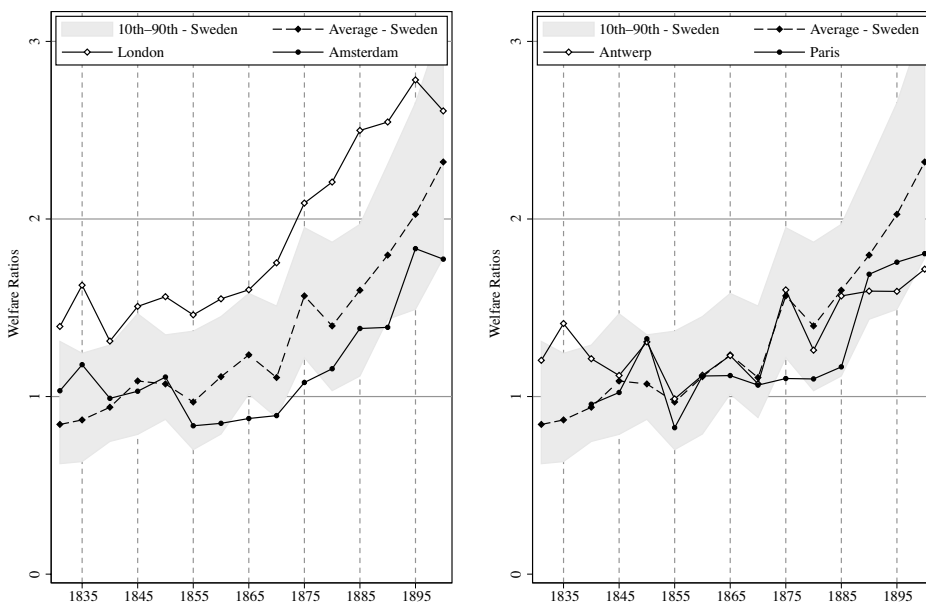 10th–90th - Sweden
Average - Sweden
London
Amsterdam
Welfare Ratios
3
2
1
0
1835 1845 1855 1865 1875 1885 1895
10th–90th - Sweden
Average - Sweden
Antwerp
Paris
Welfare Ratios
3
2
1
0
1835 1845 1855 1865 1875 1885 1895